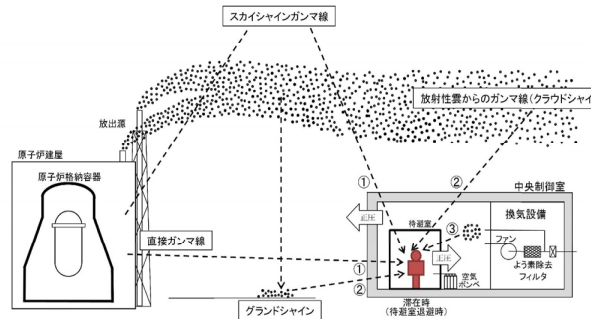 スカイシャインガンマ線
放射性雲からのガンマ線(クラウドシャイ
放出源
原子炉建屋
原子炉格納容器
直接ガンマ線
①
②
中央制御室
正圧
待避室
③
換気設備
ファン
正圧
よう素除去
フィルタ
空気
ボンベ
①
②
滞在時
(待避室退避時)
グランドシャイン